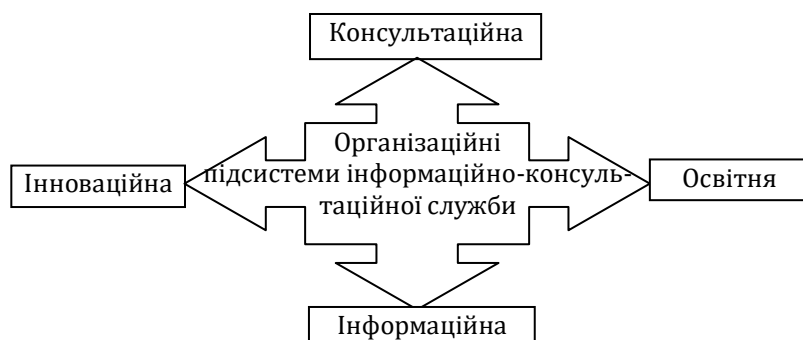 Консультаційна
Організаційні
Інноваційна
підсистеми інформаційно-консуль-
Освітня
таційної служби
Інформаційна